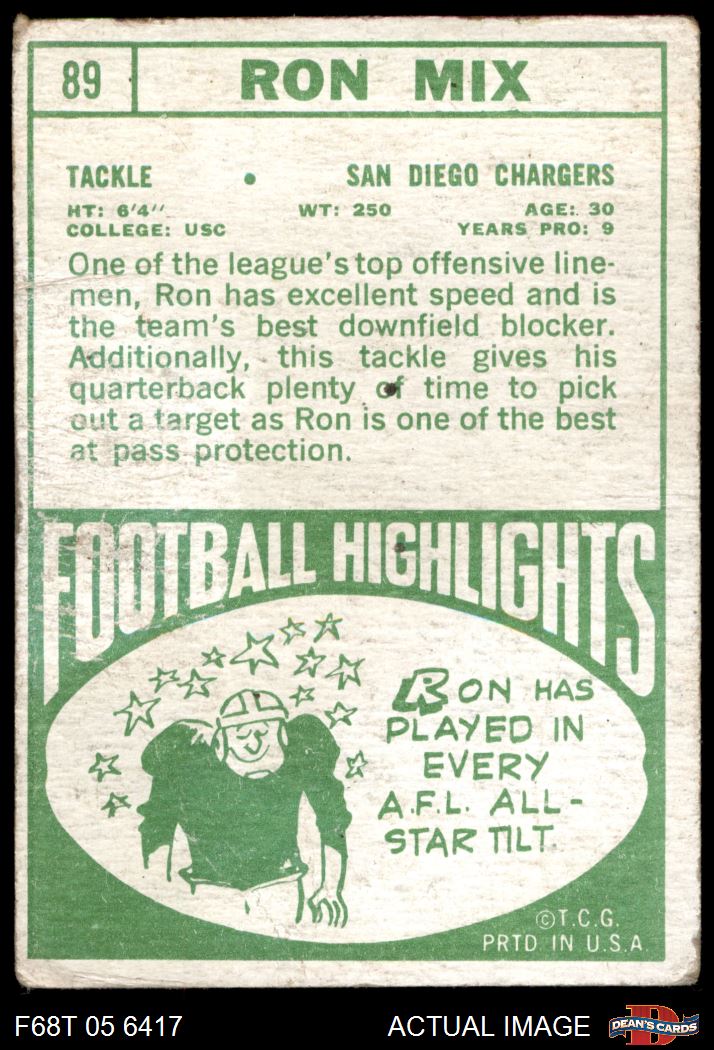 89 RON MIX
TACKLE • SAN DIEGO CHARGERS
HT: 6'4'' WT: 250 AGE: 30
COLLEGE: USC YEARS PRO: 9
One of the league's top offensive line-
men, Ron has excellent speed and is
the team's best downfield blocker.
Additionally, this tackle gives his
quarterback plenty of time to pick
out a target as Ron is one of the best
at pass protection.
FOOTBALL HIGHLIGHTS
RON HAS
PLAYED IN
EVERY
A.F.L. ALL-
STAR TILT.
©T.C.G.
PRTD IN U.S.A.
F68T 05 6417 ACTUAL IMAGE D DEAN'S CARDS